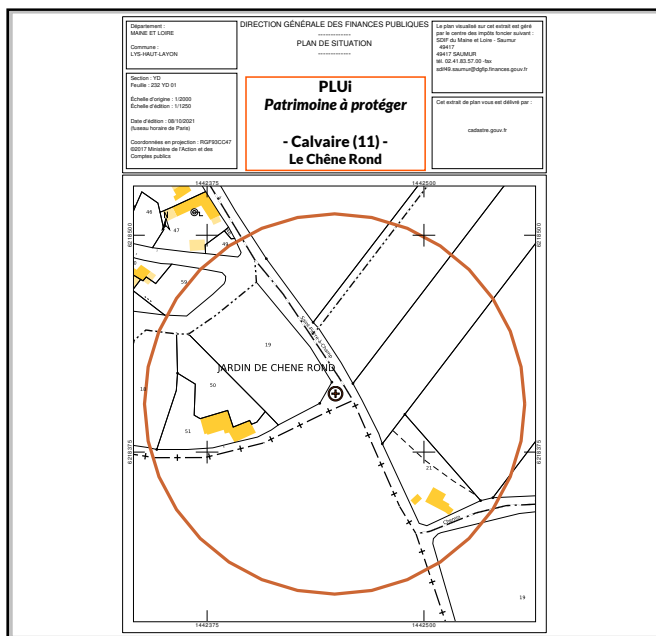 Département :
MAINE ET LOIRE
Commune :
LYS-HAUT-LAYON
Section : YD
Feuille : 232 YD 01
Échelle d'origine : 1/2000
Échelle d'édition : 1/1250
Date d'édition : 08/10/2021
(fuseau horaire de Paris)
Coordonnées en projection : RGF93CC47
©2017 Ministère de l'Action et des
Comptes publics
DIRECTION GÉNÉRALE DES FINANCES PUBLIQUES
-------------
PLAN DE SITUATION
-------------
PLUi
Patrimoine à protéger
- Calvaire (11) -
Le Chêne Rond
Le plan visualisé sur cet extrait est géré
par le centre des impôts foncier suivant :
SDIF du Maine et Loire - Saumur
49417
49417 SAUMUR
tél. 02.41.83.57.00 -fax
sdif49.saumur@dgfip.finances.gouv.fr
Cet extrait de plan vous est délivré par :
cadastre.gouv.fr
1442375
1442500
6218500
6218500
46
47
49
59
19
JARDIN DE CHENE ROND
18
50
51
6218375
6218375
21
Chemin
19
1442375
1442500